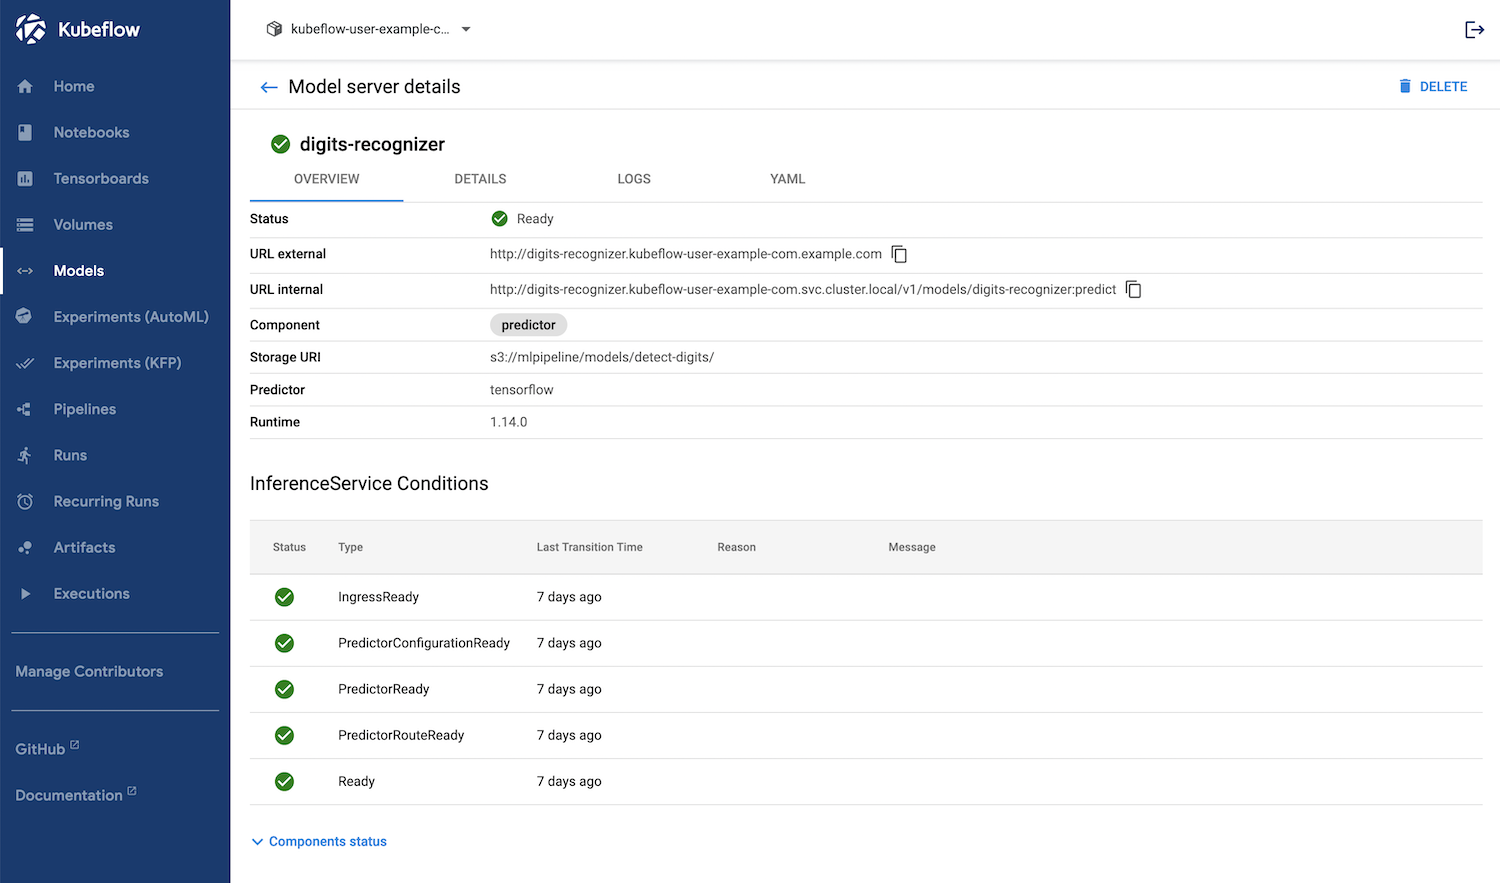 Kubeflow
kubeflow-user-example-c...
Home
Notebooks
Tensorboards
Volumes
Models
Experiments (AutoML)
Experiments (KFP)
Pipelines
Runs
Recurring Runs
Artifacts
Executions
Manage Contributors
GitHub
Documentation
Model server details
DELETE
digits-recognizer
OVERVIEW DETAILS LOGS YAML
Status Ready
URL external http://digits-recognizer.kubeflow-user-example-com.example.com
URL internal http://digits-recognizer.kubeflow-user-example-com.svc.cluster.local/v1/models/digits-recognizer:predict
Component predictor
Storage URI s3://mlpipeline/models/detect-digits/
Predictor tensorflow
Runtime 1.14.0
InferenceService Conditions
Status Type Last Transition Time Reason Message
IngressReady 7 days ago
PredictorConfigurationReady 7 days ago
PredictorReady 7 days ago
PredictorRouteReady 7 days ago
Ready 7 days ago
Components status